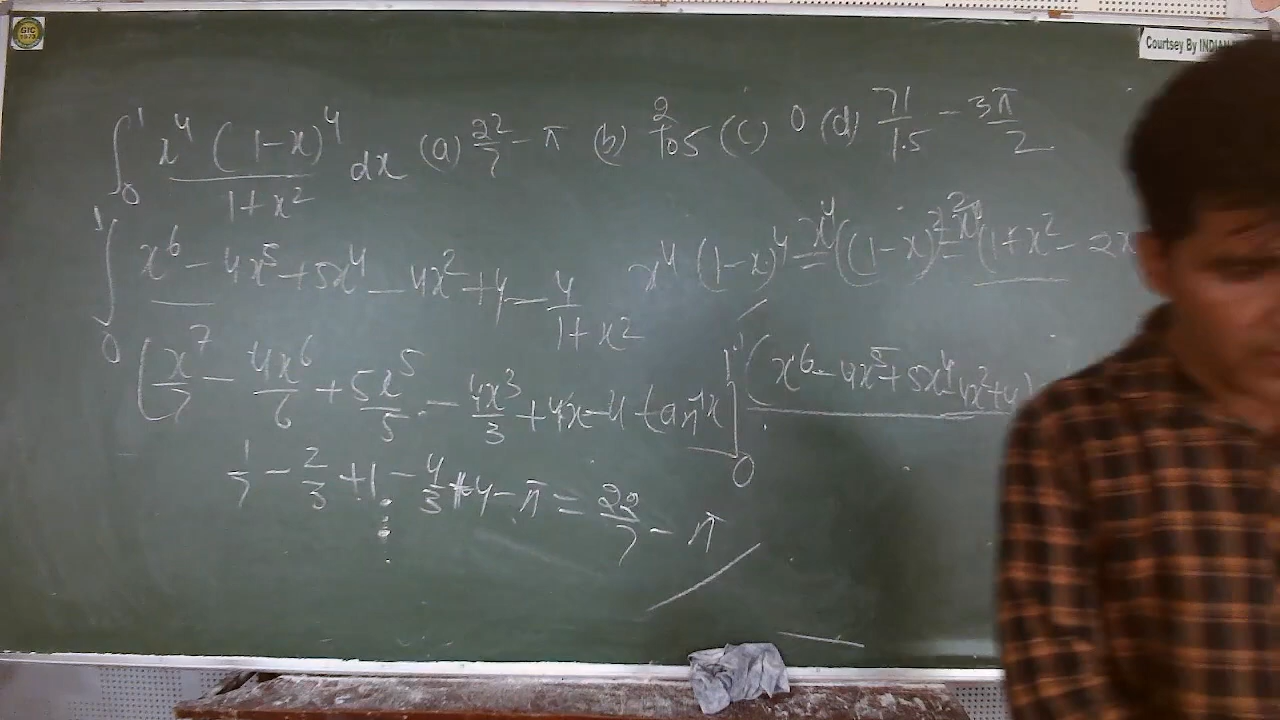 GIC
1973
Courtsey By INDIAN
∫₀¹ x⁴ (1-x)⁴ / 1+x² dx (a) 22/7 - π (b) 2/105 (c) 0 (d) 71/15 - 3π/2
∫₀¹ x⁶ - 4x⁵ + 5x⁴ - 4x² + 4 - 4/1+x²
x⁴ (1-x)⁴ = x⁴ ((1-x)² = (1+x² - 2x
[x⁷/7 - 4x⁶/6 + 5x⁵/5 - 4x³/3 + 4x - 4 tan⁻¹x]₀¹
(x⁶ - 4x⁵ + 5x⁴ - 4x² + 4)
1/7 - 2/3 + 1 - 4/3 + 4 - π = 22/7 - π